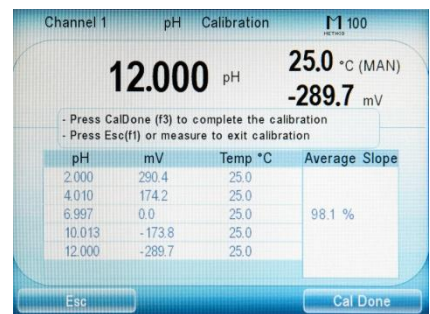 Channel 1 pH Calibration M 100
METHOD
12.000 pH 25.0 °C (MAN)
-289.7 mV
- Press CalDone (f3) to complete the calibration
- Press Esc(f1) or measure to exit calibration
pH mV Temp °C Average Slope
2.000 290.4 25.0
4.010 174.2 25.0
6.997 0.0 25.0 98.1 %
10.013 -173.8 25.0
12.000 -289.7 25.0
Esc Cal Done